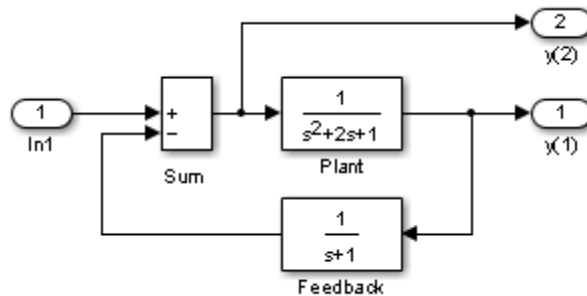 2
y(2)
1
In1
+
−
Sum
1
s²+2s+1
Plant
1
y(1)
1
s+1
Feedback